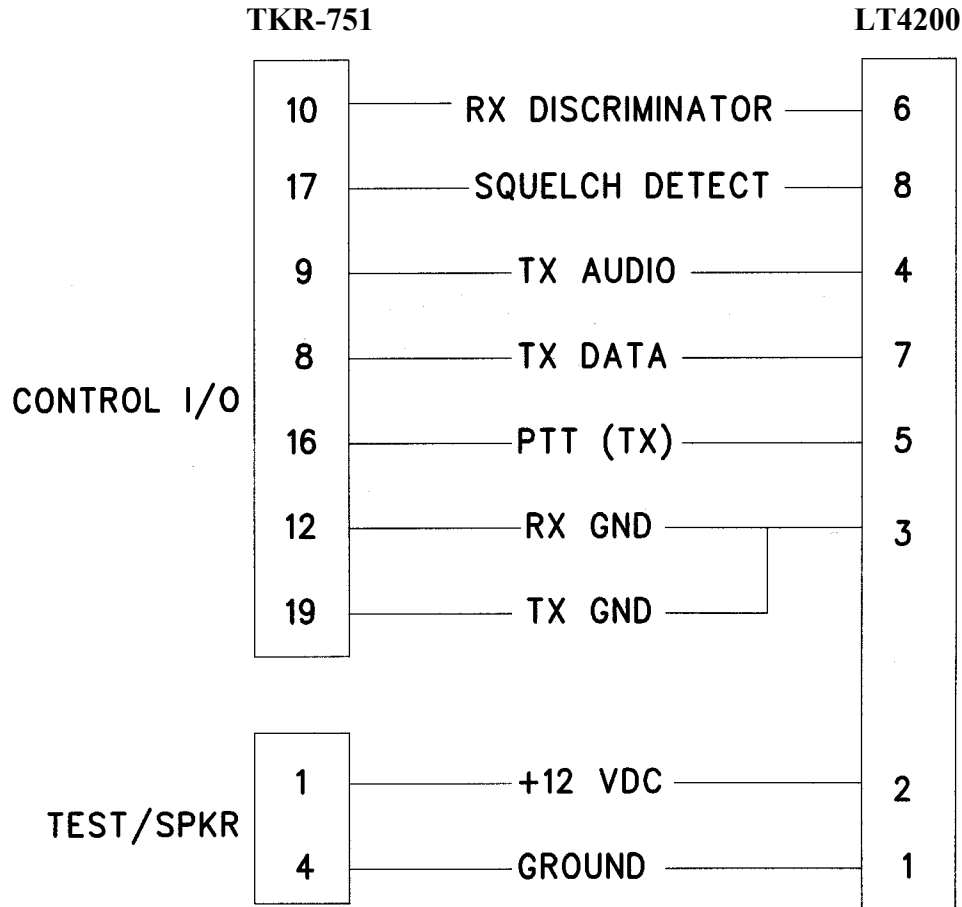 TKR-751 LT4200
10 RX DISCRIMINATOR 6
17 SQUELCH DETECT 8
9 TX AUDIO 4
8 TX DATA 7
CONTROL I/O
16 PTT (TX) 5
12 RX GND 3
19 TX GND
1 +12 VDC 2
TEST/SPKR
4 GROUND 1